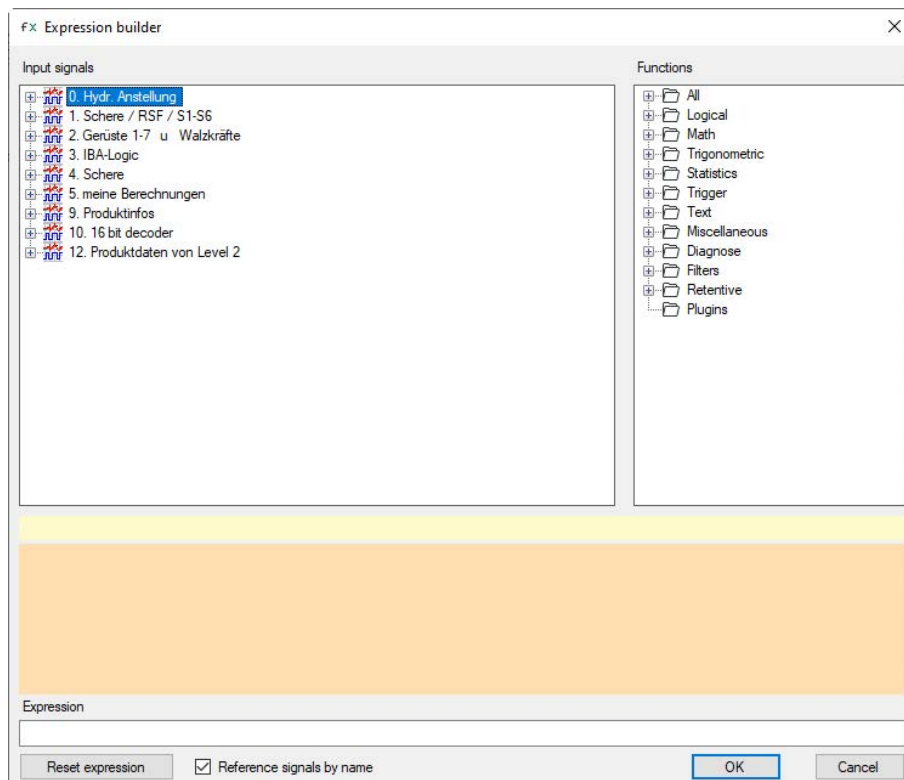 fx Expression builder
Input signals
0. Hydr. Anstellung
1. Schere / RSF / S1-S6
2. Gerüste 1-7 u Walzkräfte
3. IBA-Logic
4. Schere
5. meine Berechnungen
9. Produktinfos
10. 16 bit decoder
12. Produktdaten von Level 2
Functions
All
Logical
Math
Trigonometric
Statistics
Trigger
Text
Miscellaneous
Diagnose
Filters
Retentive
Plugins
Expression
Reset expression
Reference signals by name
OK
Cancel